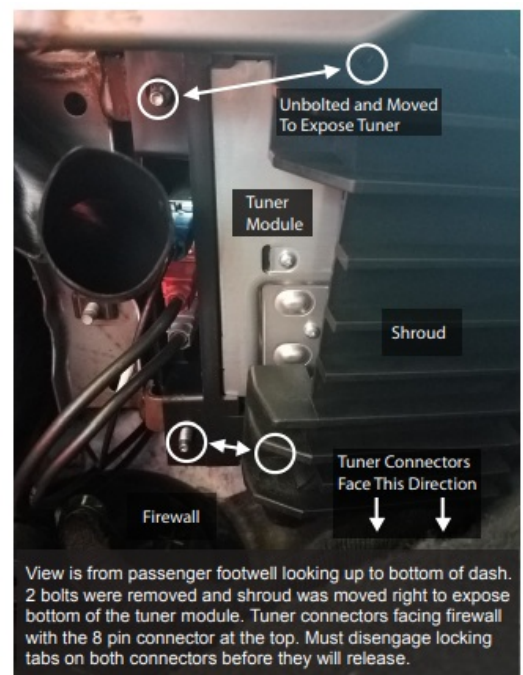 Unbolted and Moved
To Expose Tuner
Tuner
Module
Shroud
Tuner Connectors
Face This Direction
Firewall
View is from passenger footwell looking up to bottom of dash.
2 bolts were removed and shroud was moved right to expose
bottom of the tuner module. Tuner connectors facing firewall
with the 8 pin connector at the top. Must disengage locking
tabs on both connectors before they will release.